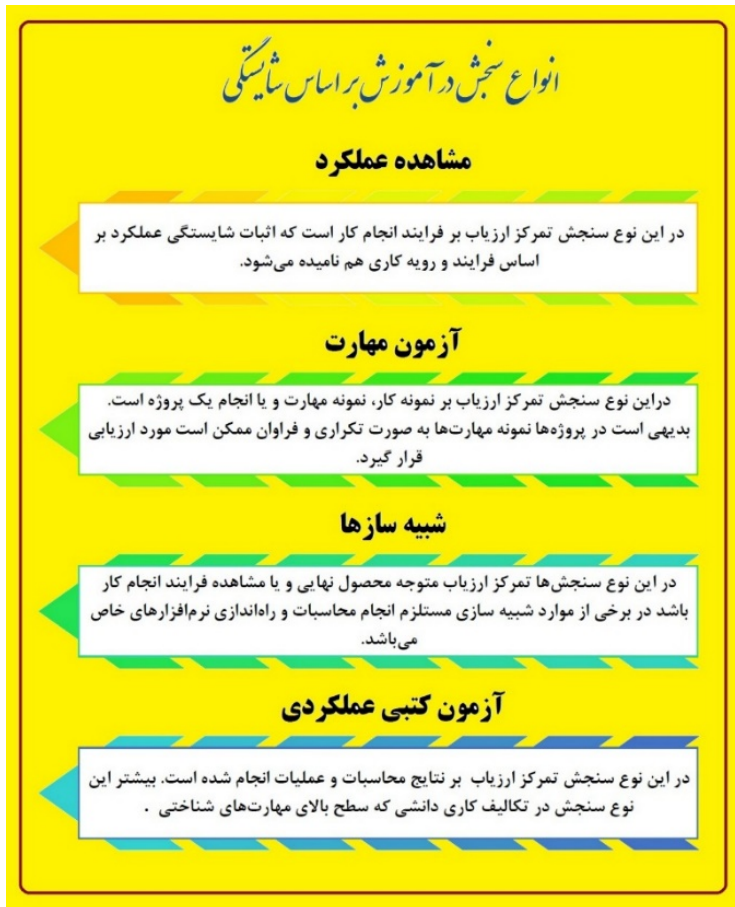 انواع سنجش در آموزش بر اساس شایستگی
مشاهده عملکرد
در این نوع سنجش تمرکز ارزیاب بر فرایند انجام کار است که اثبات شایستگی عملکرد بر
اساس فرایند و رویه کاری هم نامیده می‌شود.
آزمون مهارت
دراین نوع سنجش تمرکز ارزیاب بر نمونه کار، نمونه مهارت و یا انجام یک پروژه است.
بدیهی است در پروژه‌ها نمونه مهارت‌ها به صورت تکراری و فراوان ممکن است مورد ارزیابی
قرار گیرد.
شبیه سازها
در این نوع سنجش‌ها تمرکز ارزیاب متوجه محصول نهایی و یا مشاهده فرایند انجام کار
باشد در برخی از موارد شبیه سازی مستلزم انجام محاسبات و راه‌اندازی نرم‌افزارهای خاص
می‌باشد.
آزمون کتبی عملکردی
در این نوع سنجش تمرکز ارزیاب بر نتایج محاسبات و عملیات انجام شده است. بیشتر این
نوع سنجش در تکالیف کاری دانشی که سطح بالای مهارت‌های شناختی .